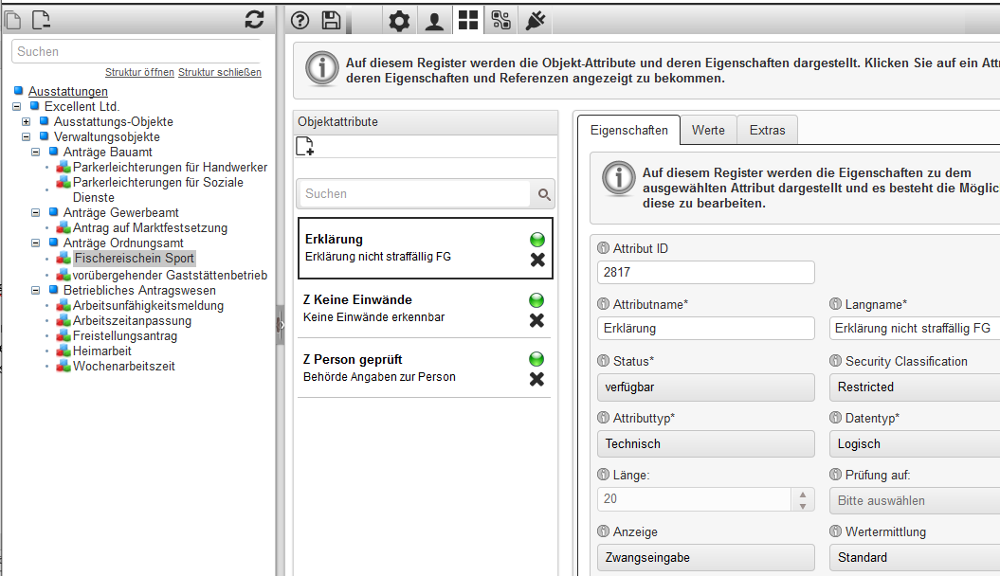 Suchen
Struktur öffnen Struktur schließen
Ausstattungen
Excellent Ltd.
Ausstattungs-Objekte
Verwaltungsobjekte
Anträge Bauamt
Parkerleichterungen für Handwerker
Parkerleichterungen für Soziale
Dienste
Anträge Gewerbeamt
Antrag auf Marktfestsetzung
Anträge Ordnungsamt
Fischereischein Sport
vorübergehender Gaststättenbetrieb
Betriebliches Antragswesen
Arbeitsunfähigkeitsmeldung
Arbeitszeitanpassung
Freistellungsantrag
Heimarbeit
Wochenarbeitszeit
Auf diesem Register werden die Objekt-Attribute und deren Eigenschaften dargestellt. Klicken Sie auf ein Attr
deren Eigenschaften und Referenzen angezeigt zu bekommen.
Objektattribute
Suchen
Erklärung
Erklärung nicht straffällig FG
Z Keine Einwände
Keine Einwände erkennbar
Z Person geprüft
Behörde Angaben zur Person
Eigenschaften Werte Extras
Auf diesem Register werden die Eigenschaften zu dem
ausgewählten Attribut dargestellt und es besteht die Möglic
diese zu bearbeiten.
Attribut ID
2817
Attributname* Langname*
Erklärung Erklärung nicht straffällig FG
Status* Security Classification
verfügbar Restricted
Attributtyp* Datentyp*
Technisch Logisch
Länge: Prüfung auf:
20 Bitte auswählen
Anzeige Wertermittlung
Zwangseingabe Standard